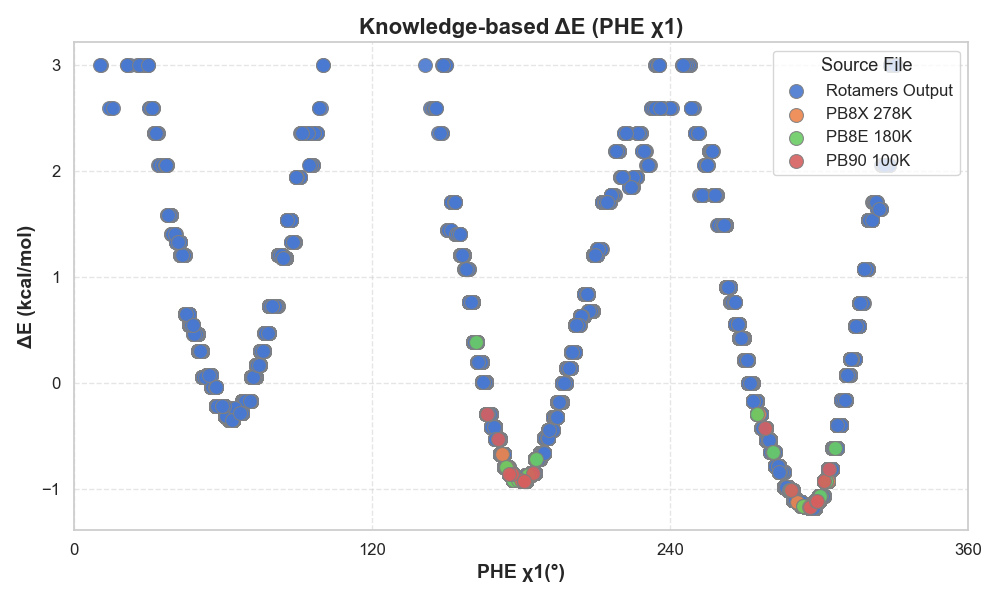 Knowledge-based ΔE (PHE χ1)
Source File
Rotamers Output
PB8X 278K
PB8E 180K
PB90 100K
ΔE (kcal/mol)
3
2
1
0
−1
0 120 240 360
PHE χ1(°)